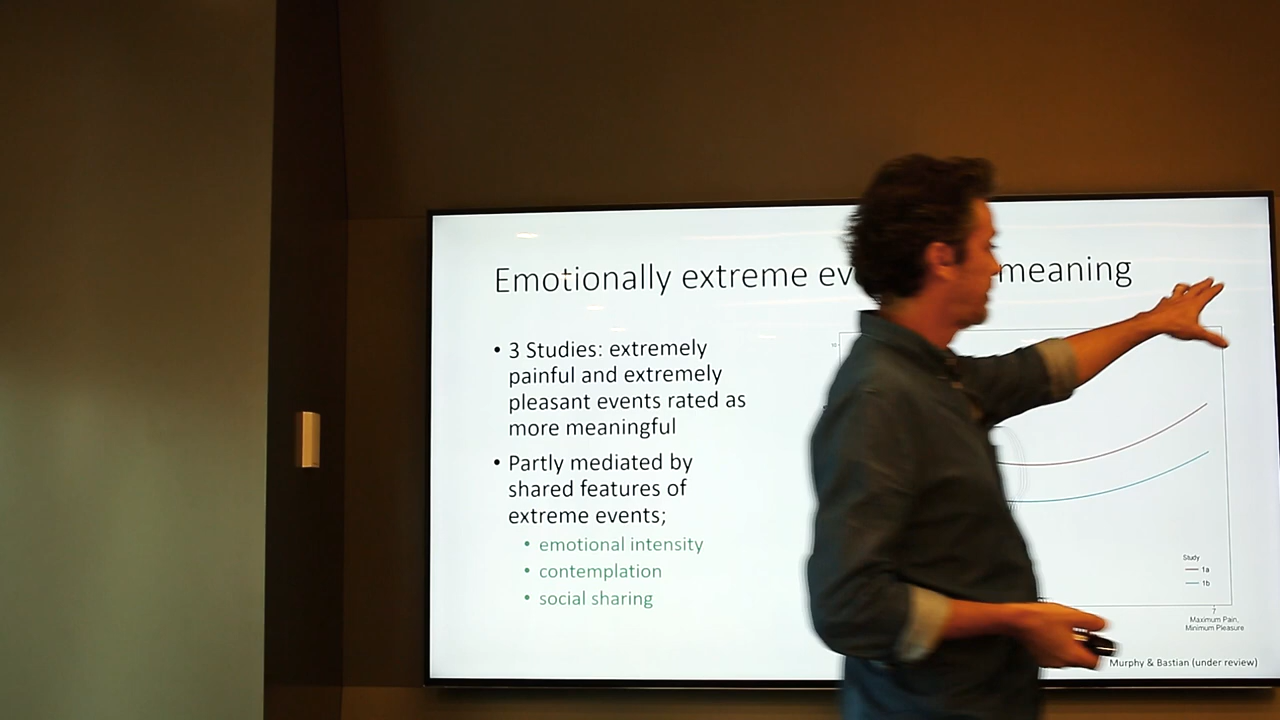 Emotionally extreme ev meaning
• 3 Studies: extremely
painful and extremely
pleasant events rated as
more meaningful
• Partly mediated by
shared features of
extreme events;
• emotional intensity
• contemplation
• social sharing
Study
1a
1b
7
Maximum Pain,
Minimum Pleasure
Murphy & Bastian (under review)